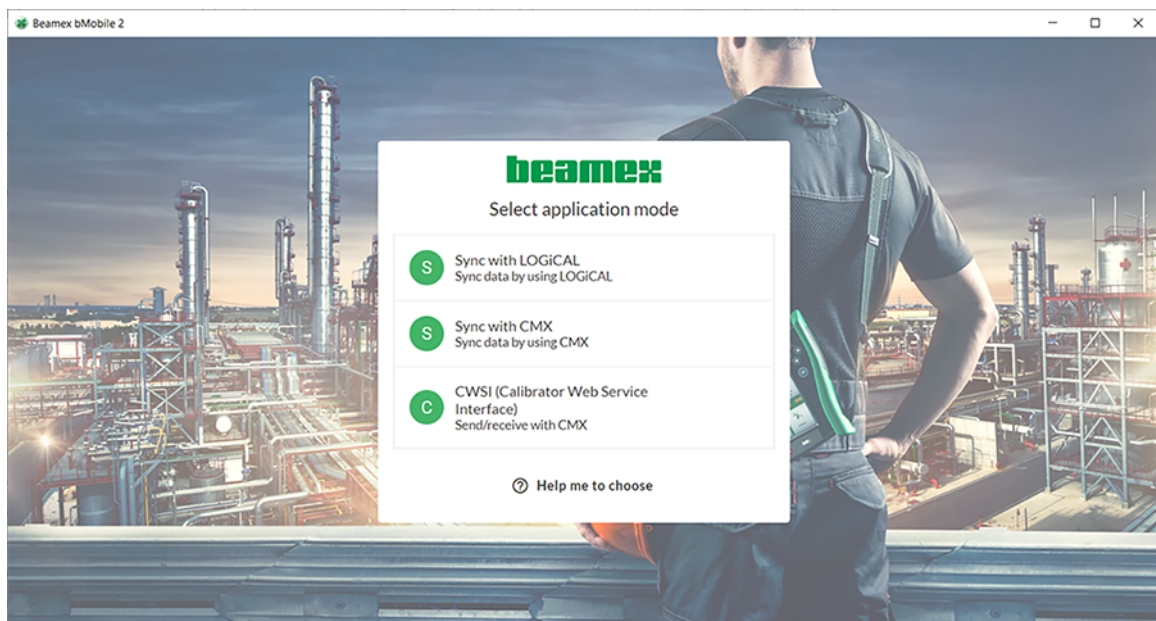 Beamex bMobile 2
beamex
Select application mode
S
Sync with LOGiCAL
Sync data by using LOGiCAL
S
Sync with CMX
Sync data by using CMX
C
CWSI (Calibrator Web Service
Interface)
Send/receive with CMX
? Help me to choose